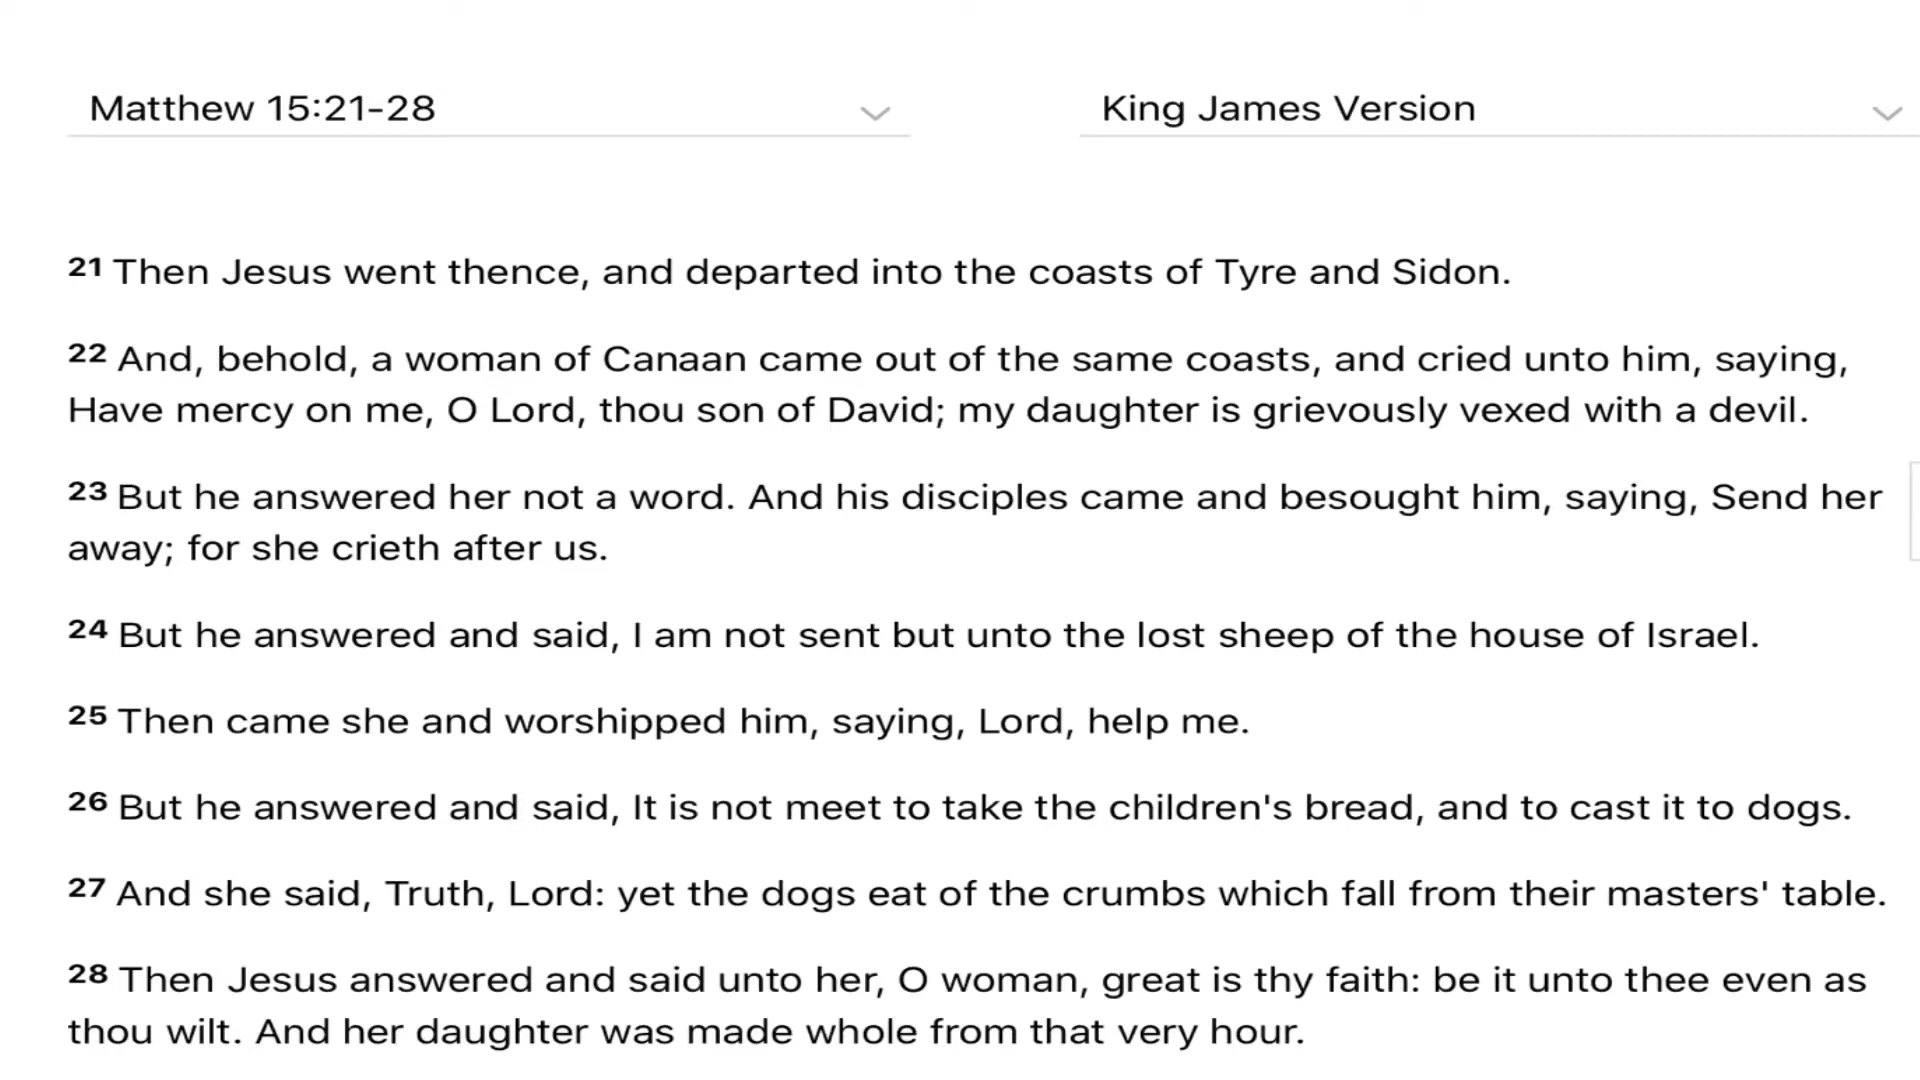 Matthew 15:21-28
King James Version
21 Then Jesus went thence, and departed into the coasts of Tyre and Sidon.
22 And, behold, a woman of Canaan came out of the same coasts, and cried unto him, saying,
Have mercy on me, O Lord, thou son of David; my daughter is grievously vexed with a devil.
23 But he answered her not a word. And his disciples came and besought him, saying, Send her
away; for she crieth after us.
24 But he answered and said, I am not sent but unto the lost sheep of the house of Israel.
25 Then came she and worshipped him, saying, Lord, help me.
26 But he answered and said, It is not meet to take the children's bread, and to cast it to dogs.
27 And she said, Truth, Lord: yet the dogs eat of the crumbs which fall from their masters' table.
28 Then Jesus answered and said unto her, O woman, great is thy faith: be it unto thee even as
thou wilt. And her daughter was made whole from that very hour.